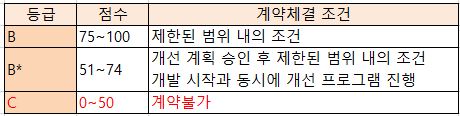 등급 점수 계약체결 조건
B 75~100 제한된 범위 내의 조건
B* 51~74 개선 계획 승인 후 제한된 범위 내의 조건
개발 시작과 동시에 개선 프로그램 진행
C 0~50 계약불가